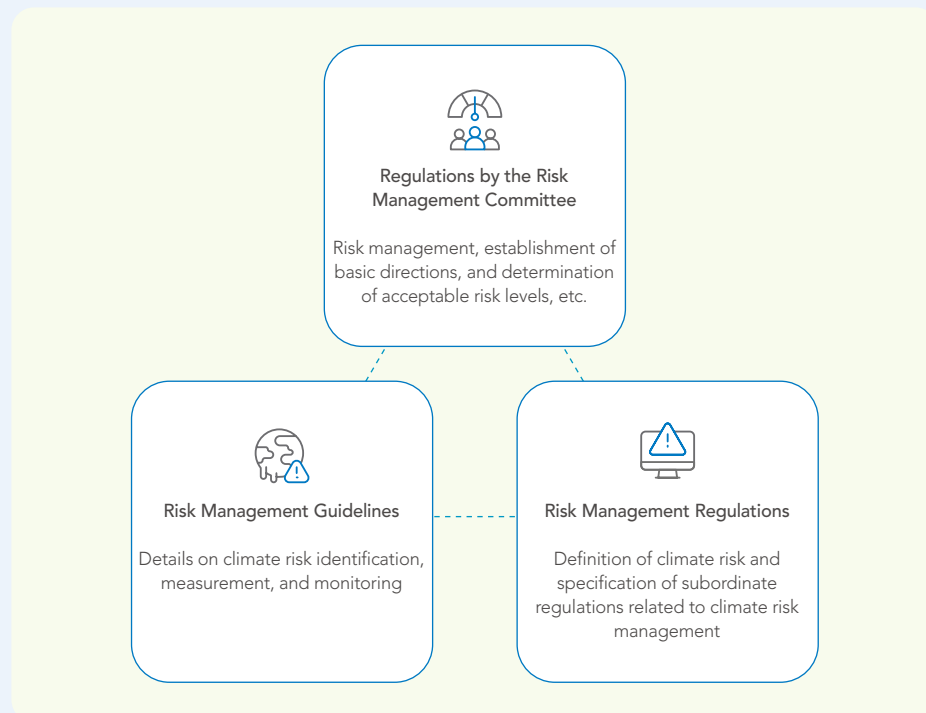 Regulations by the Risk
Management Committee
Risk management, establishment of
basic directions, and determination
of acceptable risk levels, etc.
Risk Management Guidelines
Details on climate risk identification,
measurement, and monitoring
Risk Management Regulations
Definition of climate risk and
specification of subordinate
regulations related to climate risk
management